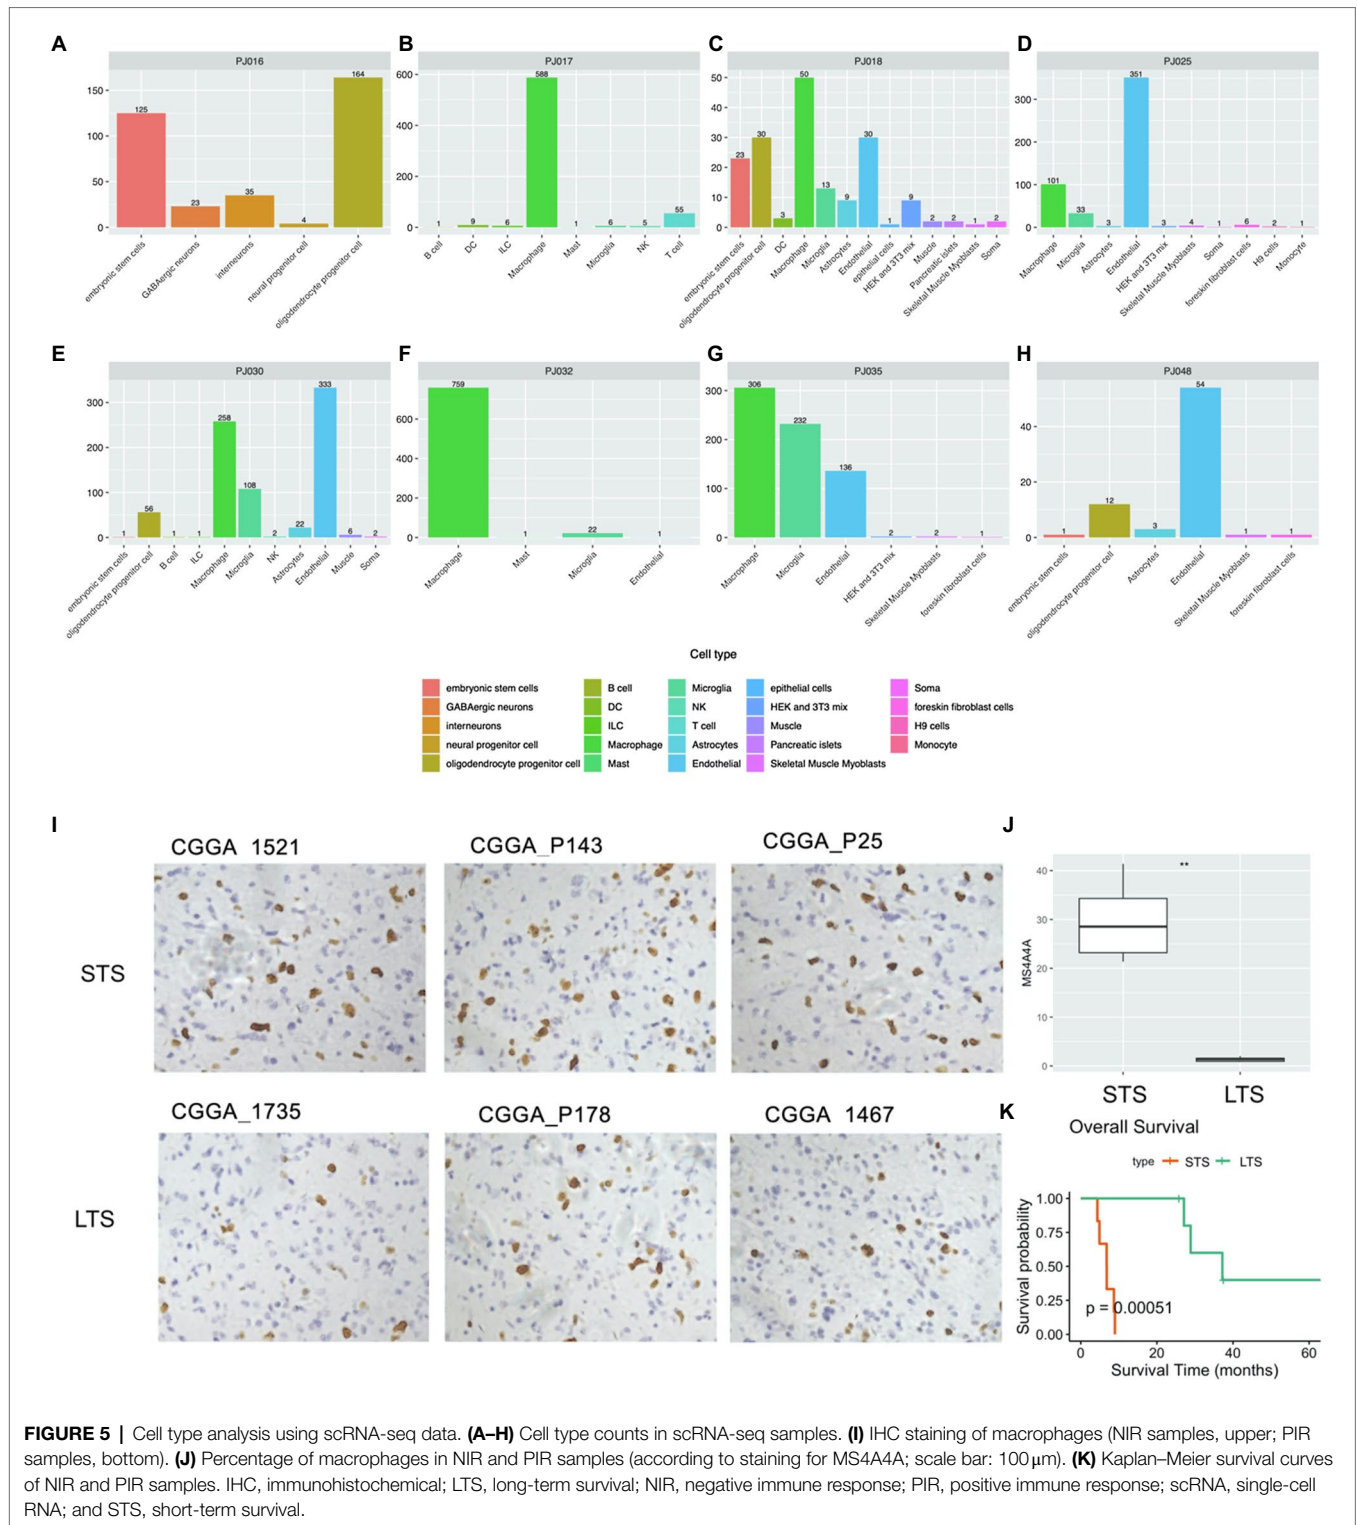 A
PJ016
150
100
50
0
125
23
35
4
164
embryonic stem cells
GABAergic neurons
interneurons
neural progenitor cell
oligodendrocyte progenitor cell
B
PJ017
600
400
200
0
1
9
6
588
1
6
5
55
B cell
DC
ILC
Macrophage
Mast
Microglia
NK
T cell
C
PJ018
50
40
30
20
10
0
23
30
3
50
13
9
30
1
9
2
2
1
2
embryonic stem cells
oligodendrocyte progenitor cell
DC
Macrophage
Microglia
Astrocytes
Endothelial
epithelial cells
HEK and 3T3 mix
Muscle
Pancreatic islets
Skeletal Muscle Myoblasts
Soma
D
PJ025
300
200
100
0
101
33
3
351
3
4
1
6
2
1
Macrophage
Microglia
Astrocytes
Endothelial
HEK and 3T3 mix
Skeletal Muscle Myoblasts
Soma
foreskin fibroblast cells
H9 cells
Monocyte
E
PJ030
300
200
100
0
1
56
1
1
258
108
2
22
333
6
2
embryonic stem cells
oligodendrocyte progenitor cell
B cell
ILC
Macrophage
Microglia
NK
Astrocytes
Endothelial
Muscle
Soma
F
PJ032
600
400
200
0
759
1
22
1
Macrophage
Mast
Microglia
Endothelial
G
PJ035
300
200
100
0
306
232
136
2
2
1
Macrophage
Microglia
Endothelial
HEK and 3T3 mix
Skeletal Muscle Myoblasts
foreskin fibroblast cells
H
PJ048
40
20
0
1
12
3
54
1
1
embryonic stem cells
oligodendrocyte progenitor cell
Astrocytes
Endothelial
Skeletal Muscle Myoblasts
foreskin fibroblast cells
Cell type
embryonic stem cells
GABAergic neurons
interneurons
neural progenitor cell
oligodendrocyte progenitor cell
B cell
DC
ILC
Macrophage
Mast
Microglia
NK
T cell
Astrocytes
Endothelial
epithelial cells
HEK and 3T3 mix
Muscle
Pancreatic islets
Skeletal Muscle Myoblasts
Soma
foreskin fibroblast cells
H9 cells
Monocyte
I
CGGA_1521
CGGA_P143
CGGA_P25
STS
CGGA_1735
CGGA_P178
CGGA_1467
LTS
J
MS4A4A
40
30
20
10
0
**
STS
LTS
K
Overall Survival
type STS LTS
Survival probability
1.00
0.75
0.50
0.25
0.00
p = 0.00051
0 20 40 60
Survival Time (months)
FIGURE 5 | Cell type analysis using scRNA-seq data. (A–H) Cell type counts in scRNA-seq samples. (I) IHC staining of macrophages (NIR samples, upper; PIR
samples, bottom). (J) Percentage of macrophages in NIR and PIR samples (according to staining for MS4A4A; scale bar: 100 μm). (K) Kaplan–Meier survival curves
of NIR and PIR samples. IHC, immunohistochemical; LTS, long-term survival; NIR, negative immune response; PIR, positive immune response; scRNA, single-cell
RNA; and STS, short-term survival.